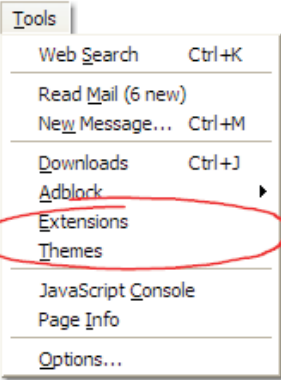 Tools
Web Search Ctrl+K
Read Mail (6 new)
New Message... Ctrl+M
Downloads Ctrl+J
Adblock
Extensions
Themes
JavaScript Console
Page Info
Options...